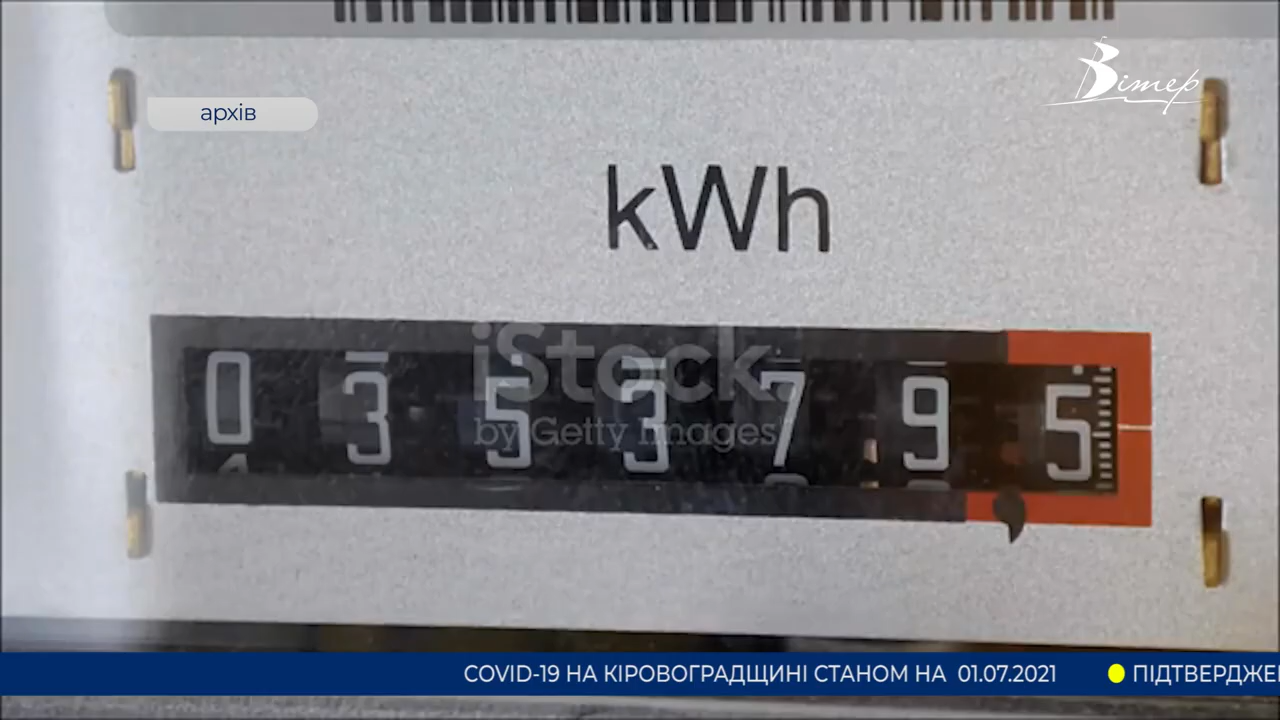 Вітер
архів
kWh
0 3 5 3 7 9 5
iStock
by Getty Images
COVID-19 НА КІРОВОГРАДЩИНІ СТАНОМ НА 01.07.2021 ПІДТВЕРДЖЕ